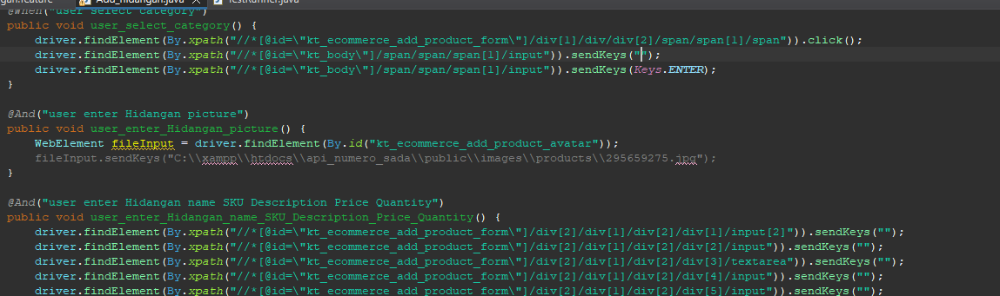 gan.feature Add_hidangan.java TestRunner.java
@When("user select category")
public void user_select_category() {
driver.findElement(By.xpath("//*[@id=\"kt_ecommerce_add_product_form\"]/div[1]/div/div[2]/span/span[1]/span")).click();
driver.findElement(By.xpath("//*[@id=\"kt_body\"]/span/span/span[1]/input")).sendKeys("");
driver.findElement(By.xpath("//*[@id=\"kt_body\"]/span/span/span[1]/input")).sendKeys(Keys.ENTER);
}
@And("user enter Hidangan picture")
public void user_enter_Hidangan_picture() {
WebElement fileInput = driver.findElement(By.id("kt_ecommerce_add_product_avatar"));
fileInput.sendKeys("C:\\xampp\\htdocs\\api_numero_sada\\public\\images\\products\\295659275.jpg");
}
@And("user enter Hidangan name SKU Description Price Quantity")
public void user_enter_Hidangan_name_SKU_Description_Price_Quantity() {
driver.findElement(By.xpath("//*[@id=\"kt_ecommerce_add_product_form\"]/div[2]/div[1]/div[2]/div[1]/input[2]")).sendKeys("");
driver.findElement(By.xpath("//*[@id=\"kt_ecommerce_add_product_form\"]/div[2]/div[1]/div[2]/div[2]/input")).sendKeys("");
driver.findElement(By.xpath("//*[@id=\"kt_ecommerce_add_product_form\"]/div[2]/div[1]/div[2]/div[3]/textarea")).sendKeys("");
driver.findElement(By.xpath("//*[@id=\"kt_ecommerce_add_product_form\"]/div[2]/div[1]/div[2]/div[4]/input")).sendKeys("");
driver.findElement(By.xpath("//*[@id=\"kt_ecommerce_add_product_form\"]/div[2]/div[1]/div[2]/div[5]/input")).sendKeys("");